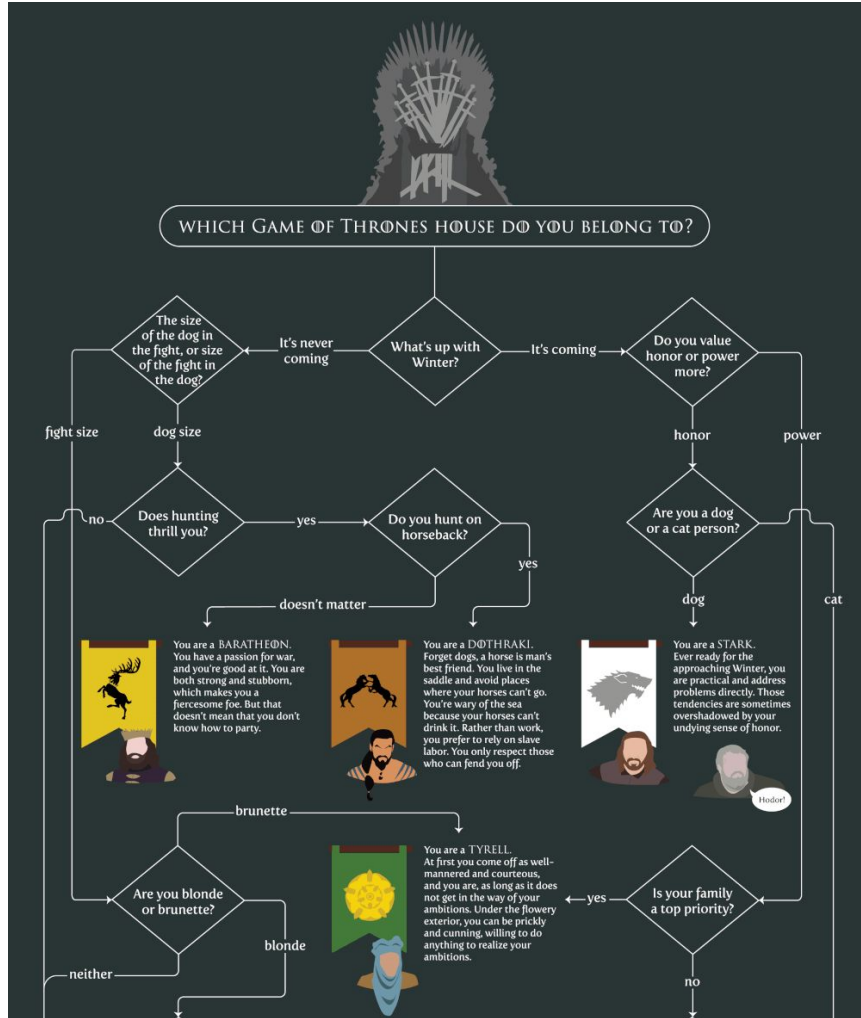 WHICH GAME OF THRONES HOUSE DO YOU BELONG TO?
The size
of the dog in
the fight, or size
of the fight in
the dog?
It's never
coming
What's up with
Winter?
It's coming
Do you value
honor or power
more?
fight size
dog size
honor
power
no
Does hunting
thrill you?
yes
Do you hunt on
horseback?
yes
Are you a dog
or a cat person?
doesn't matter
dog
cat
You are a BARATHEON.
You have a passion for war,
and you're good at it. You are
both strong and stubborn,
which makes you a
fiercesome foe. But that
doesn't mean that you don't
know how to party.
You are a DOTHRAKI.
Forget dogs, a horse is man's
best friend. You live in the
saddle and avoid places
where your horses can't go.
You're wary of the sea
because your horses can't
drink it. Rather than work,
you prefer to rely on slave
labor. You only respect those
who can fend you off.
You are a STARK.
Ever ready for the
approaching Winter, you
are practical and address
problems directly. Those
tendencies are sometimes
overshadowed by your
undying sense of honor.
Hodor!
brunette
Are you blonde
or brunette?
blonde
neither
You are a TYRELL.
At first you come off as well-
mannered and courteous,
and you are, as long as it does
not get in the way of your
ambitions. Under the flowery
exterior, you can be prickly
and cunning, willing to do
anything to realize your
ambitions.
yes
Is your family
a top priority?
no